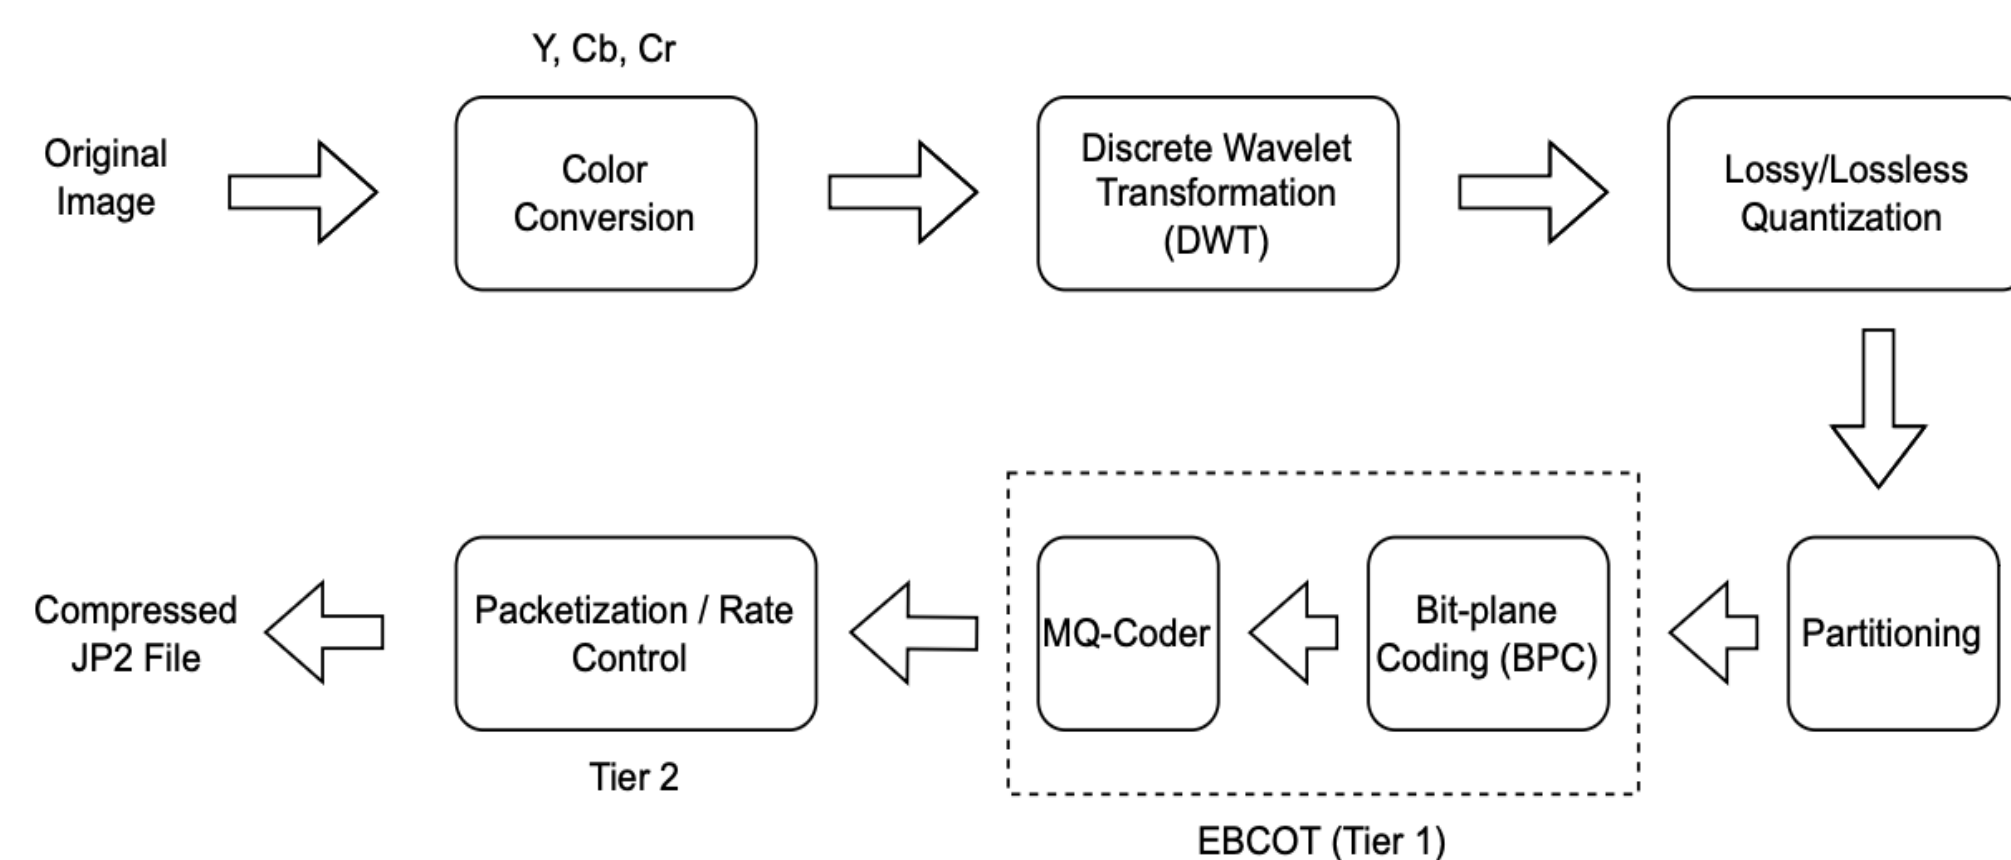 Y, Cb, Cr
Original
Image
Color
Conversion
Discrete Wavelet
Transformation
(DWT)
Lossy/Lossless
Quantization
Compressed
JP2 File
Packetization / Rate
Control
Tier 2
MQ-Coder
Bit-plane
Coding (BPC)
EBCOT (Tier 1)
Partitioning